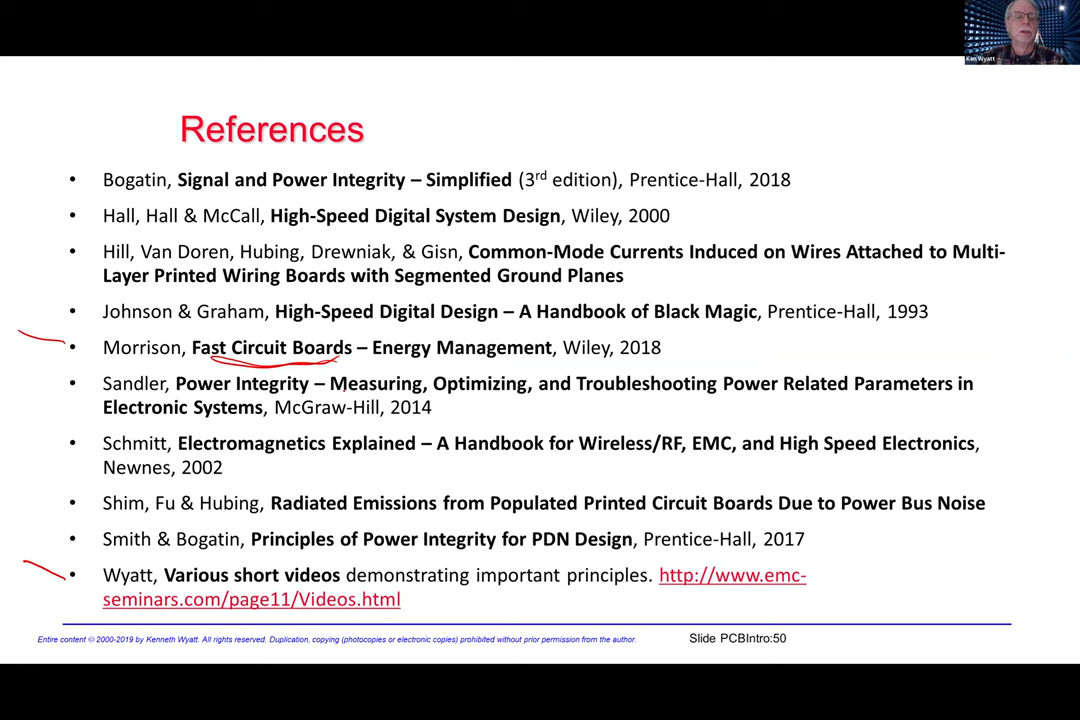 Ken Wyatt
References
• Bogatin, Signal and Power Integrity – Simplified (3rd edition), Prentice-Hall, 2018
• Hall, Hall & McCall, High-Speed Digital System Design, Wiley, 2000
• Hill, Van Doren, Hubing, Drewniak, & Gisn, Common-Mode Currents Induced on Wires Attached to Multi-
Layer Printed Wiring Boards with Segmented Ground Planes
• Johnson & Graham, High-Speed Digital Design – A Handbook of Black Magic, Prentice-Hall, 1993
• Morrison, Fast Circuit Boards – Energy Management, Wiley, 2018
• Sandler, Power Integrity – Measuring, Optimizing, and Troubleshooting Power Related Parameters in
Electronic Systems, McGraw-Hill, 2014
• Schmitt, Electromagnetics Explained – A Handbook for Wireless/RF, EMC, and High Speed Electronics,
Newnes, 2002
• Shim, Fu & Hubing, Radiated Emissions from Populated Printed Circuit Boards Due to Power Bus Noise
• Smith & Bogatin, Principles of Power Integrity for PDN Design, Prentice-Hall, 2017
• Wyatt, Various short videos demonstrating important principles. http://www.emc-
seminars.com/page11/Videos.html
Entire content © 2000-2019 by Kenneth Wyatt. All rights reserved. Duplication, copying (photocopies or electronic copies) prohibited without prior permission from the author. Slide PCBIntro:50